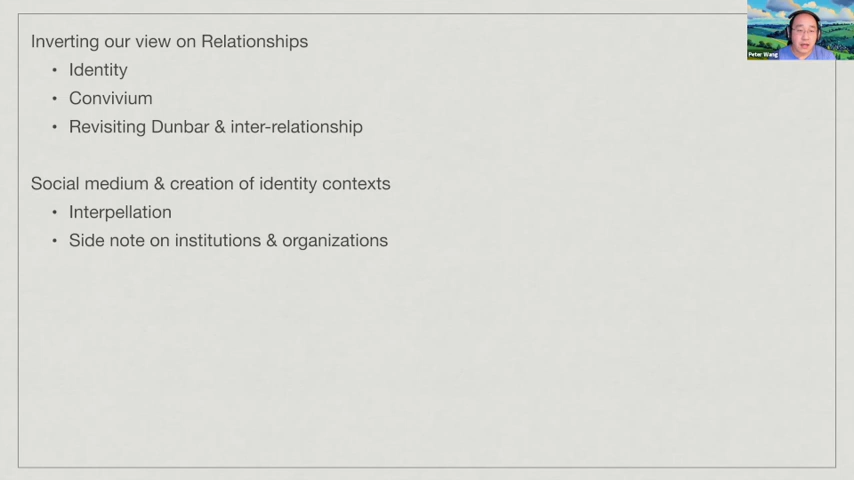 Inverting our view on Relationships
• Identity
• Convivium
• Revisiting Dunbar & inter-relationship
Social medium & creation of identity contexts
• Interpellation
• Side note on institutions & organizations
Peter Wang